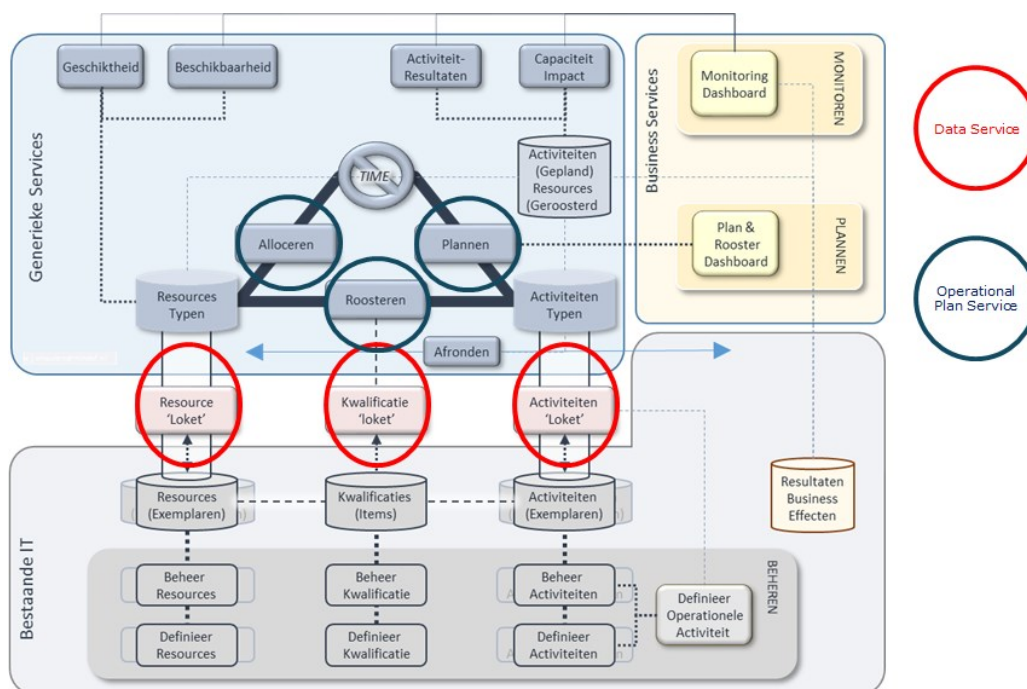 Geschiktheid
Beschikbaarheid
Activiteit-
Resultaten
Capaciteit
Impact
Monitoring
Dashboard
MONITOREN
Business Services
Data Service
Generieke Services
TIME
Activiteiten
(Gepland)
Resources
(Geroosterd
Alloceren
Plannen
Plan &
Rooster
Dashboard
PLANNEN
Operational
Plan Service
Resources
Typen
Roosteren
Activiteiten
Typen
Afronden
Resource
'Loket'
Kwalificatie
'loket'
Activiteiten
'Loket'
Bestaande IT
Resources
(Exemplaren)
Kwalificaties
(Items)
Activiteiten
(Exemplaren)
Resultaten
Business
Effecten
BEHEREN
Beheer
Resources
Beheer
Kwalificatie
Beheer
Activiteiten
Definieer
Operationele
Activiteit
Definieer
Resources
Definieer
Kwalificatie
Definieer
Activiteiten